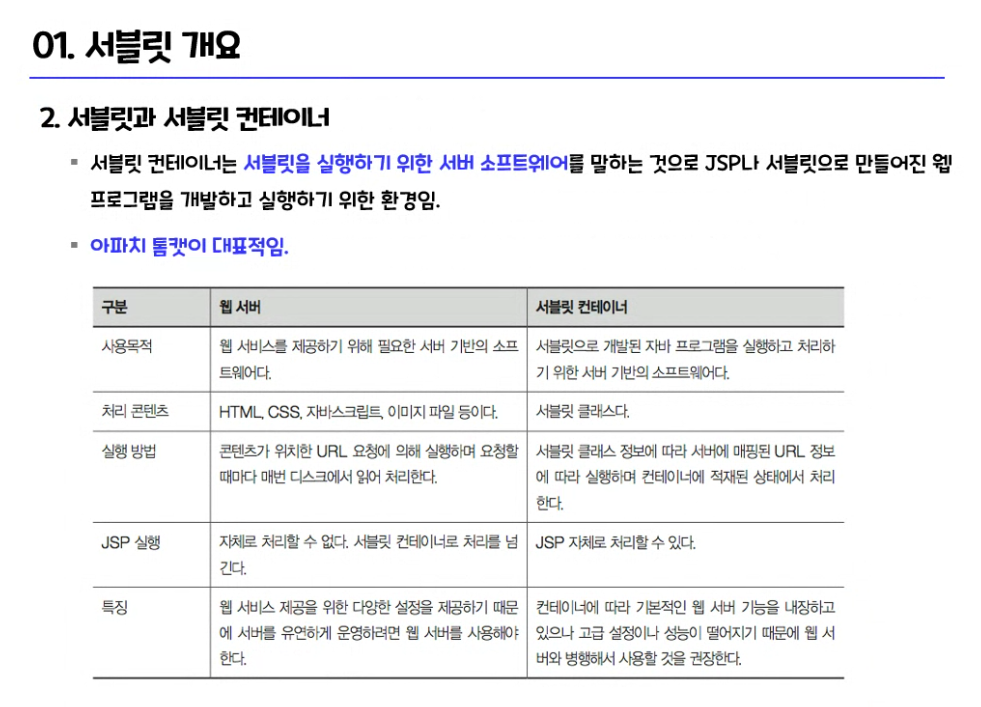 01. 서블릿 개요
2. 서블릿과 서블릿 컨테이너
▪ 서블릿 컨테이너는 서블릿을 실행하기 위한 서버 소프트웨어를 말하는 것으로 JSP나 서블릿으로 만들어진 웹
프로그램을 개발하고 실행하기 위한 환경임.
▪ 아파치 톰캣이 대표적임.
구분 웹 서버 서블릿 컨테이너
사용목적
웹 서비스를 제공하기 위해 필요한 서버 기반의 소프
트웨어다.
서블릿으로 개발된 자바 프로그램을 실행하고 처리하
기 위한 서버 기반의 소프트웨어다.
처리 콘텐츠
HTML, CSS, 자바스크립트, 이미지 파일 등이다.
서블릿 클래스다.
실행 방법
콘텐츠가 위치한 URL 요청에 의해 실행하며 요청할
때마다 매번 디스크에서 읽어 처리한다.
서블릿 클래스 정보에 따라 서버에 매핑된 URL 정보
에 따라 실행하며 컨테이너에 적재된 상태에서 처리
한다.
JSP 실행
자체로 처리할 수 없다. 서블릿 컨테이너로 처리를 넘
긴다.
JSP 자체로 처리할 수 있다.
특징
웹 서비스 제공을 위한 다양한 설정을 제공하기 때문
에 서버를 유연하게 운영하려면 웹 서버를 사용해야
한다.
컨테이너에 따라 기본적인 웹 서버 기능을 내장하고
있으나 고급 설정이나 성능이 떨어지기 때문에 웹 서
버와 병행해서 사용할 것을 권장한다.